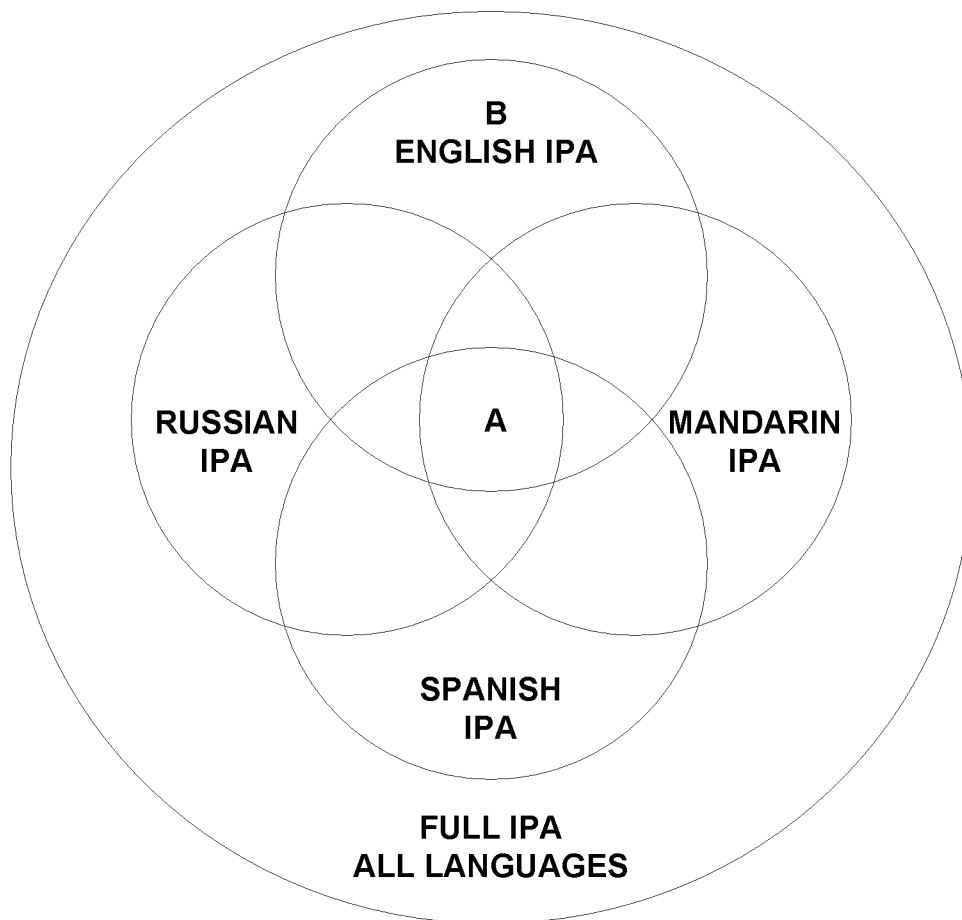 B
ENGLISH IPA
RUSSIAN
IPA
A
MANDARIN
IPA
SPANISH
IPA
FULL IPA
ALL LANGUAGES